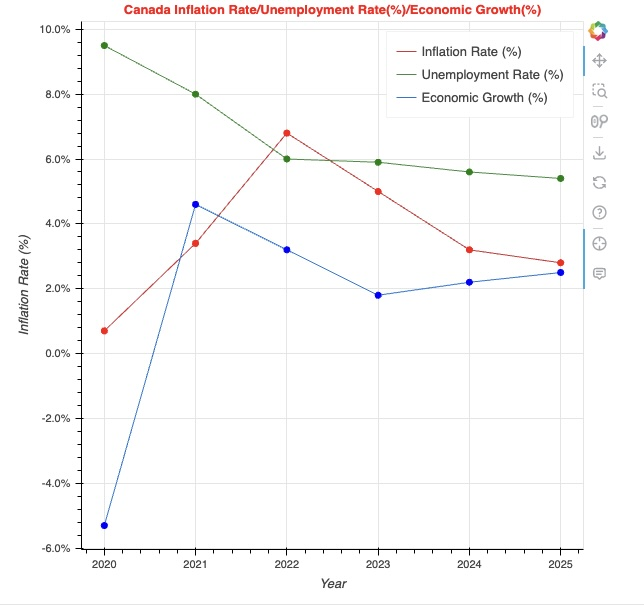 Canada Inflation Rate/Unemployment Rate(%)/Economic Growth(%)
10.0%
8.0%
6.0%
4.0%
2.0%
0.0%
-2.0%
-4.0%
-6.0%
Inflation Rate (%)
Inflation Rate (%)
Unemployment Rate (%)
Economic Growth (%)
2020 2021 2022 2023 2024 2025
Year